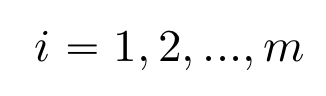 i = 1, 2, ..., m